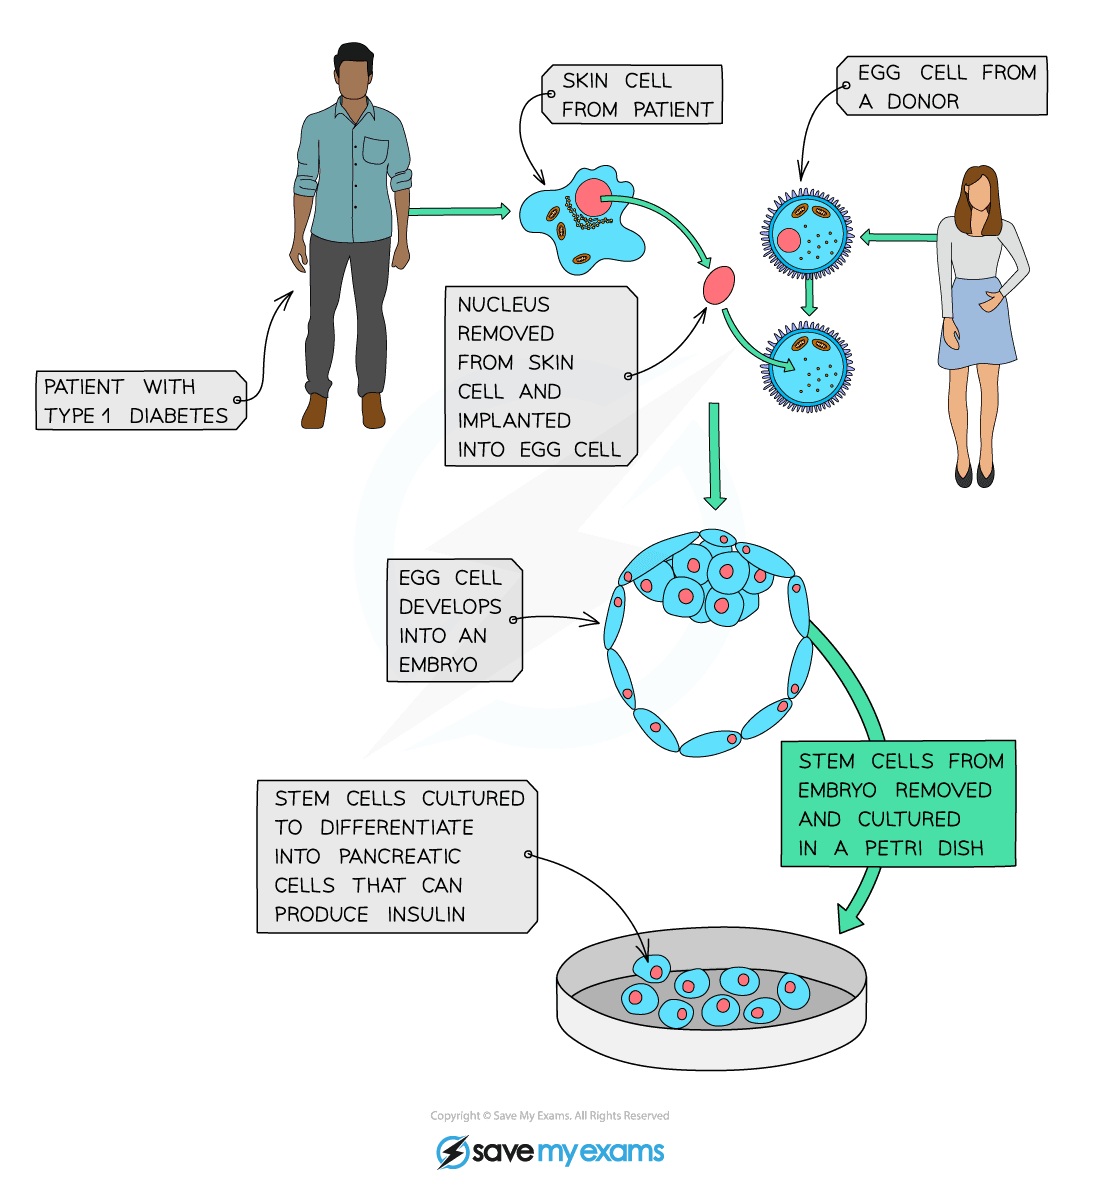 SKIN CELL
FROM PATIENT
EGG CELL FROM
A DONOR
NUCLEUS
REMOVED
FROM SKIN
CELL AND
IMPLANTED
INTO EGG CELL
PATIENT WITH
TYPE 1 DIABETES
EGG CELL
DEVELOPS
INTO AN
EMBRYO
STEM CELLS FROM
EMBRYO REMOVED
AND CULTURED
IN A PETRI DISH
STEM CELLS CULTURED
TO DIFFERENTIATE
INTO PANCREATIC
CELLS THAT CAN
PRODUCE INSULIN
Copyright © Save My Exams. All Rights Reserved
savemyexams